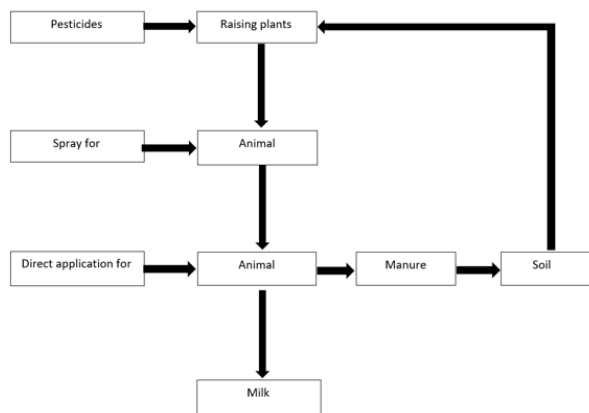 Pesticides
Raising plants
Spray for
Animal
Direct application for
Animal
Manure
Soil
Milk